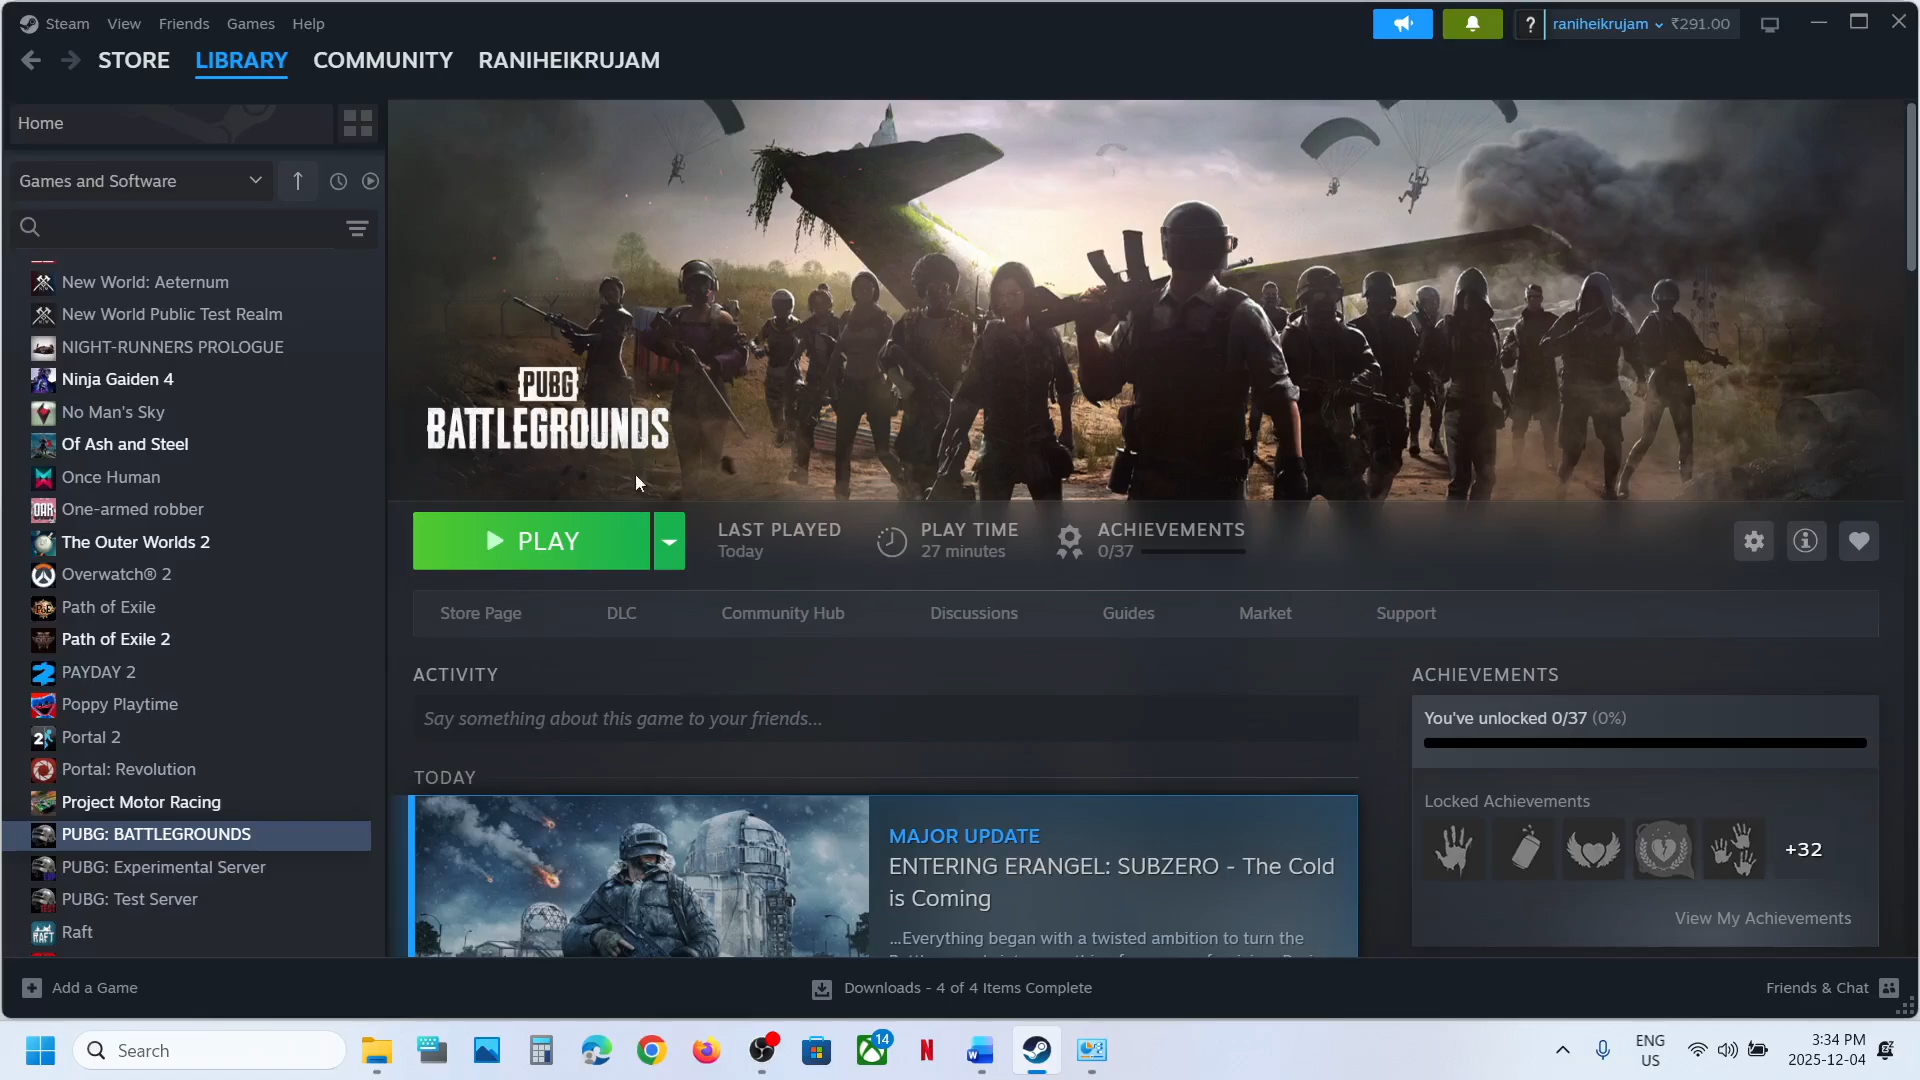 Steam View Friends Games Help
? raniheikrujam ₹291.00
STORE LIBRARY COMMUNITY RANIHEIKRUJAM
Home
Games and Software
New World: Aeternum
New World Public Test Realm
NIGHT-RUNNERS PROLOGUE
Ninja Gaiden 4
No Man's Sky
Of Ash and Steel
Once Human
One-armed robber
The Outer Worlds 2
Overwatch® 2
Path of Exile
Path of Exile 2
PAYDAY 2
Poppy Playtime
Portal 2
Portal: Revolution
Project Motor Racing
PUBG: BATTLEGROUNDS
PUBG: Experimental Server
PUBG: Test Server
Raft
PUBG
BATTLEGROUNDS
PLAY
LAST PLAYED
Today
PLAY TIME
27 minutes
ACHIEVEMENTS
0/37
Store Page DLC Community Hub Discussions Guides Market Support
ACTIVITY
Say something about this game to your friends...
TODAY
MAJOR UPDATE
ENTERING ERANGEL: SUBZERO - The Cold
is Coming
...Everything began with a twisted ambition to turn the
ACHIEVEMENTS
You've unlocked 0/37 (0%)
Locked Achievements
+32
View My Achievements
Add a Game
Downloads - 4 of 4 Items Complete
Friends & Chat
Search
14
ENG
US
3:34 PM
2025-12-04